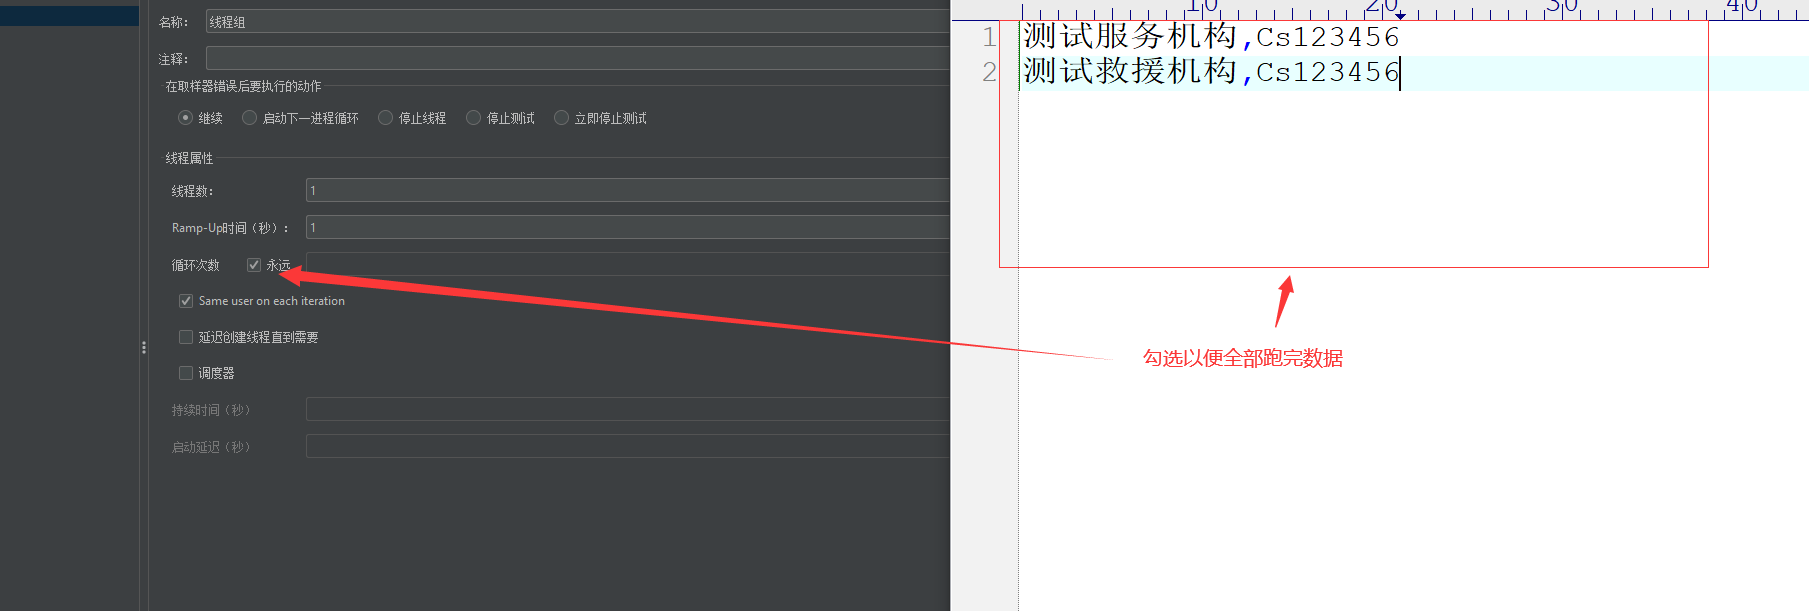 名称：
线程组
注释：
在取样器错误后要执行的动作
继续 启动下一进程循环 停止线程 停止测试 立即停止测试
线程属性
线程数：
1
Ramp-Up时间（秒）：
1
循环次数 永远
Same user on each iteration
延迟创建线程直到需要
调度器
持续时间（秒）
启动延迟（秒）
10 20 30 40
1 测试服务机构,Cs123456
2 测试救援机构,Cs123456
勾选以便全部跑完数据